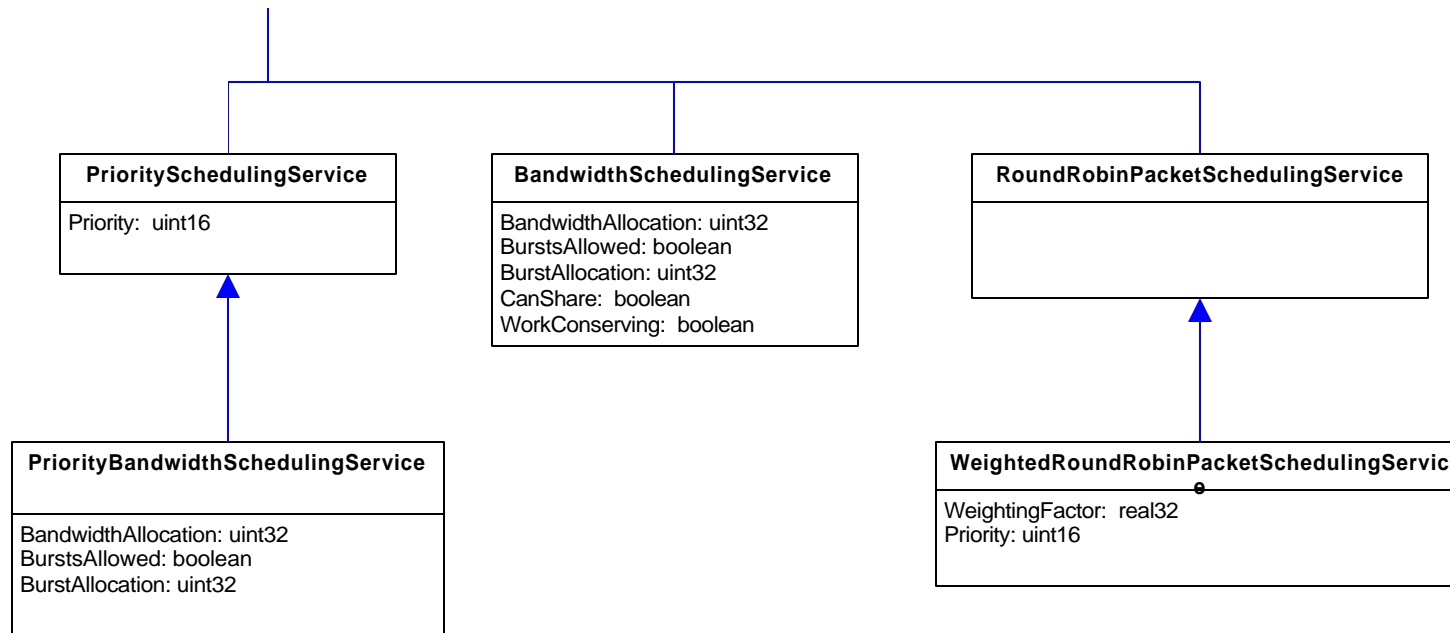 PrioritySchedulingService
Priority: uint16
BandwidthSchedulingService
BandwidthAllocation: uint32
BurstsAllowed: boolean
BurstAllocation: uint32
CanShare: boolean
WorkConserving: boolean
RoundRobinPacketSchedulingService
PriorityBandwidthSchedulingService
BandwidthAllocation: uint32
BurstsAllowed: boolean
BurstAllocation: uint32
WeightedRoundRobinPacketSchedulingServic
e
WeightingFactor: real32
Priority: uint16